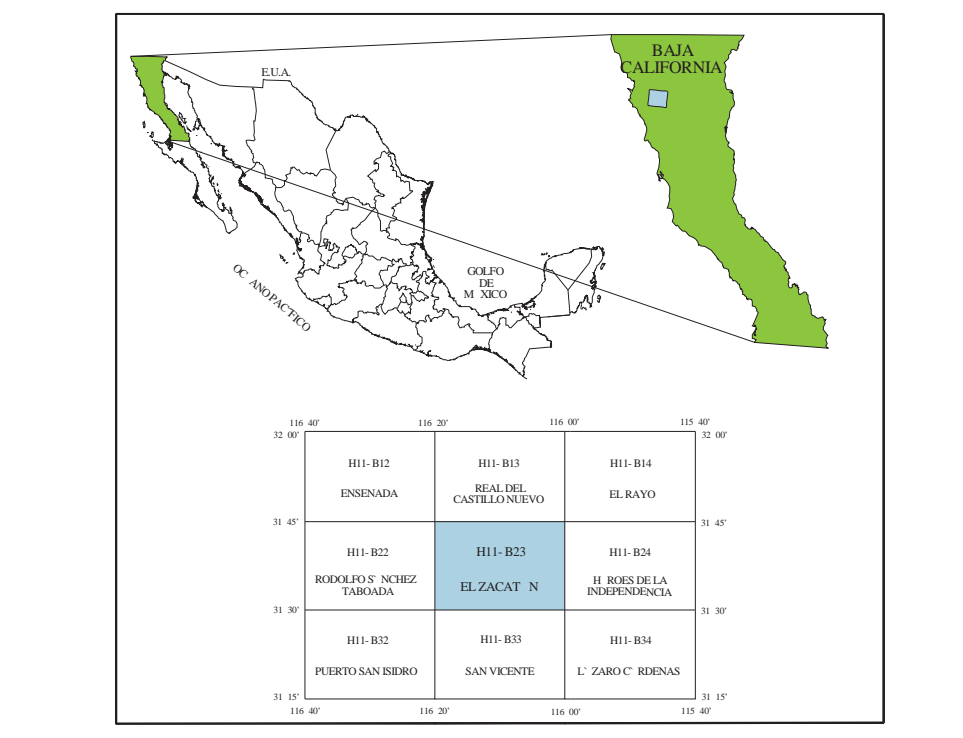 BAJA
CALIFORNIA
E.U.A.
GOLFO
DE
M XICO
OC ANO PAC˝FICO
116 40' 116 20' 116 00' 115 40'
32 00' 32 00'
H11- B12 H11- B13 H11- B14
ENSENADA REAL DEL
CASTILLO NUEVO EL RAYO
31 45' 31 45'
H11- B22 H11- B23 H11- B24
RODOLFO S` NCHEZ
TABOADA EL ZACAT N H ROES DE LA
INDEPENDENCIA
31 30' 31 30'
H11- B32 H11- B33 H11- B34
PUERTO SAN ISIDRO SAN VICENTE L` ZARO C` RDENAS
31 15' 31 15'
116 40' 116 20' 116 00' 115 40'